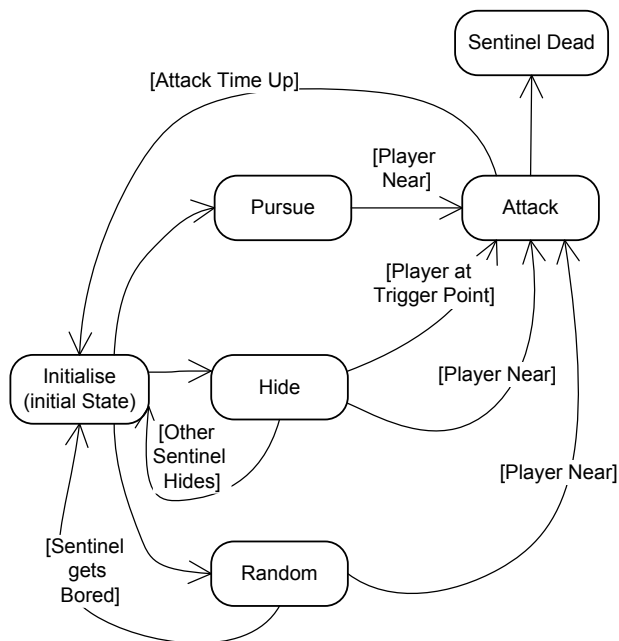 Sentinel Dead
[Attack Time Up]
[Player
Near]
Pursue
Attack
[Player at
Trigger Point]
Initialise
(initial State)
Hide
[Player Near]
[Other
Sentinel
Hides]
[Player Near]
[Sentinel
gets
Bored]
Random